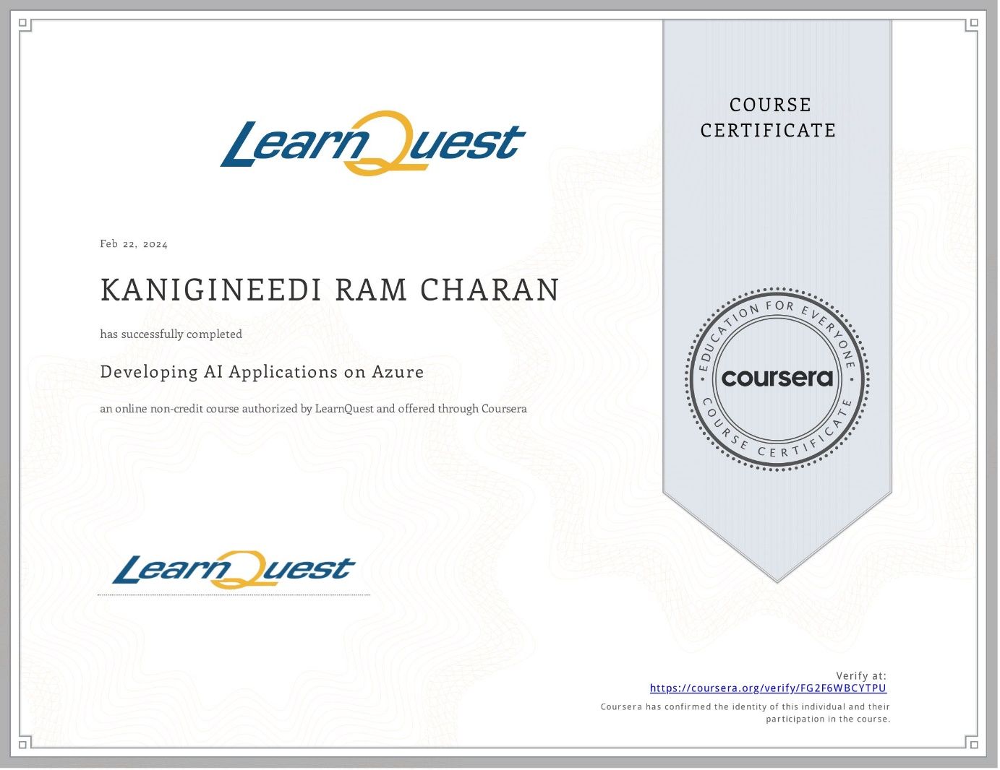 LearnQuest
COURSE
CERTIFICATE
Feb 22, 2024
KANIGINEEDI RAM CHARAN
has successfully completed
Developing AI Applications on Azure
an online non-credit course authorized by LearnQuest and offered through Coursera
EDUCATION FOR EVERYONE
coursera
COURSE CERTIFICATE
LearnQuest
Verify at:
https://coursera.org/verify/FG2F6WBCYTPU
Coursera has confirmed the identity of this individual and their
participation in the course.